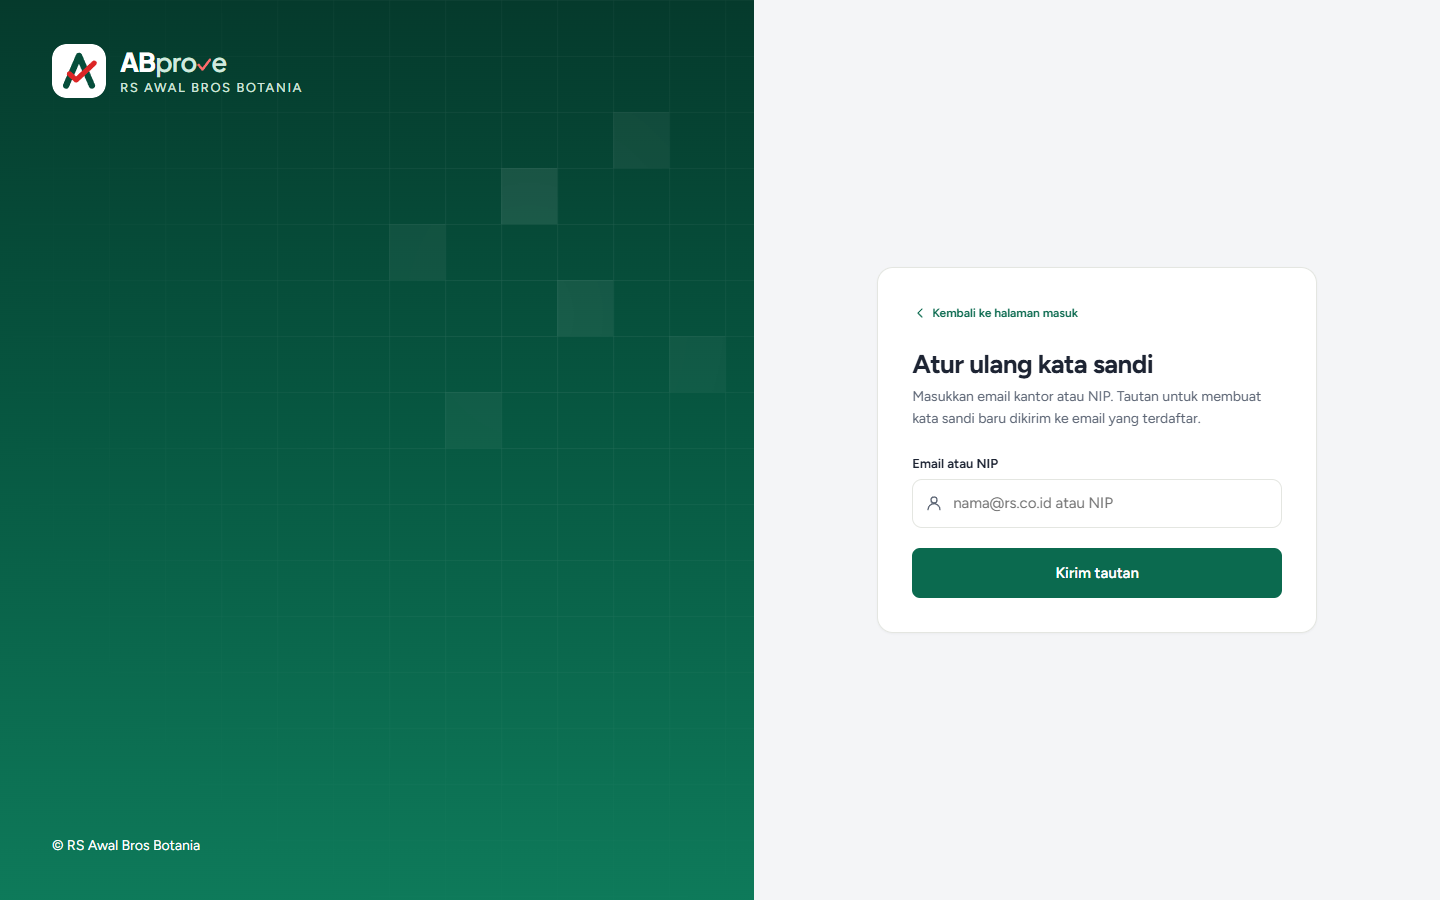 ABprove
RS AWAL BROS BOTANIA
Kembali ke halaman masuk
Atur ulang kata sandi
Masukkan email kantor atau NIP. Tautan untuk membuat
kata sandi baru dikirim ke email yang terdaftar.
Email atau NIP
nama@rs.co.id atau NIP
Kirim tautan
© RS Awal Bros Botania